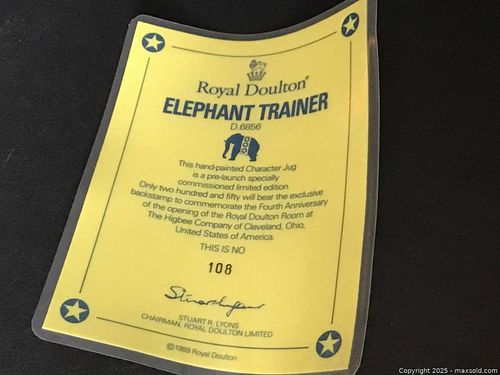 Royal Doulton®
ELEPHANT TRAINER
D.6856
This hand-painted Character Jug
is a pre-launch specially
commissioned limited edition.
Only two hundred and fifty will bear the exclusive
backstamp to commemorate the Fourth Anniversary
of the opening of the Royal Doulton Room at
The Higbee Company of Cleveland, Ohio,
United States of America.
THIS IS NO
108
STUART R. LYONS
CHAIRMAN, ROYAL DOULTON LIMITED
©1989 Royal Doulton
Copyright 2025 - maxsold.com